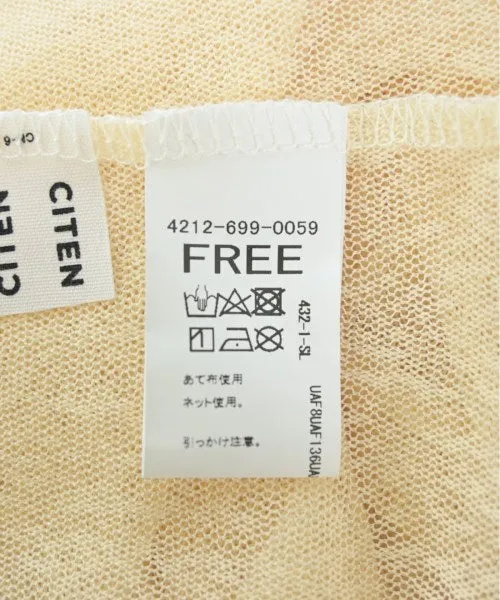 4212-699-0059
FREE
432-1-SL
あて布使用
ネット使用。
引っかけ注意。
UAF8UAF136UA
CITEN
CITEN